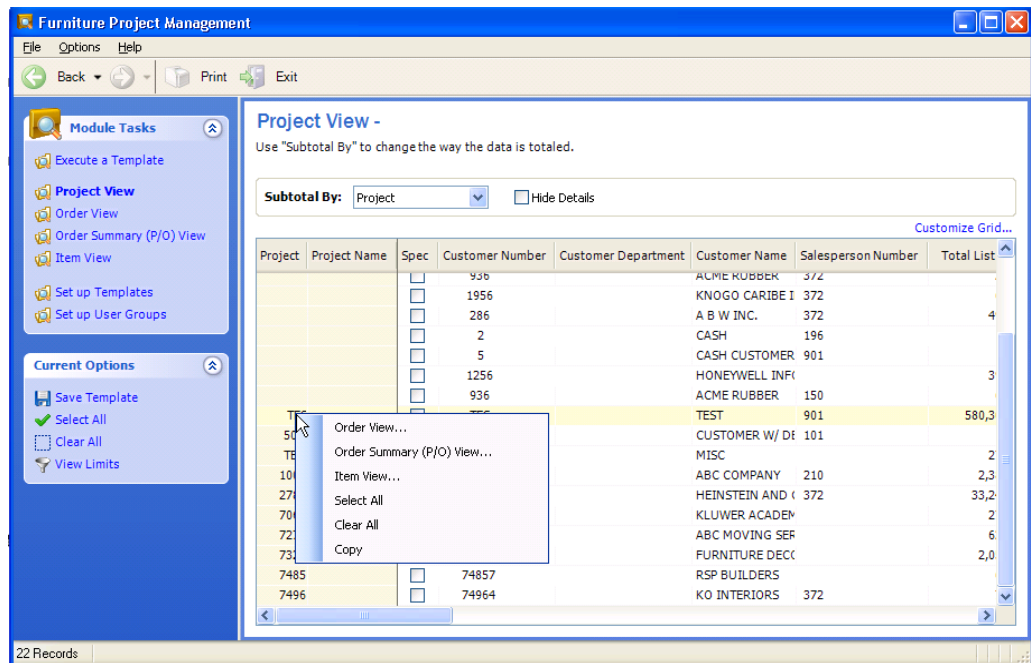 Furniture Project Management
File Options Help
Back Print Exit
Module Tasks
Execute a Template
Project View
Order View
Order Summary (P/O) View
Item View
Set up Templates
Set up User Groups
Current Options
Save Template
Select All
Clear All
View Limits
Project View -
Use "Subtotal By" to change the way the data is totaled.
Subtotal By: Project Hide Details
Customize Grid...
Project Project Name Spec Customer Number Customer Department Customer Name Salesperson Number Total List
936 ACME RUBBER 372
1956 KNOGO CARIBE I 372
286 A B W INC. 372 4
2 CASH 196
5 CASH CUSTOMER 901
1256 HONEYWELL INF( 3
936 ACME RUBBER 150
TEST 901 580,3
CUSTOMER W/ DE 101
MISC 2
ABC COMPANY 210 2,3
HEINSTEIN AND 372 33,2
KLUWER ACADEM 2
ABC MOVING SER 6
FURNITURE DECO 2,0
7485 74857 RSP BUILDERS
7496 74964 KO INTERIORS 372
Order View...
Order Summary (P/O) View...
Item View...
Select All
Clear All
Copy
22 Records